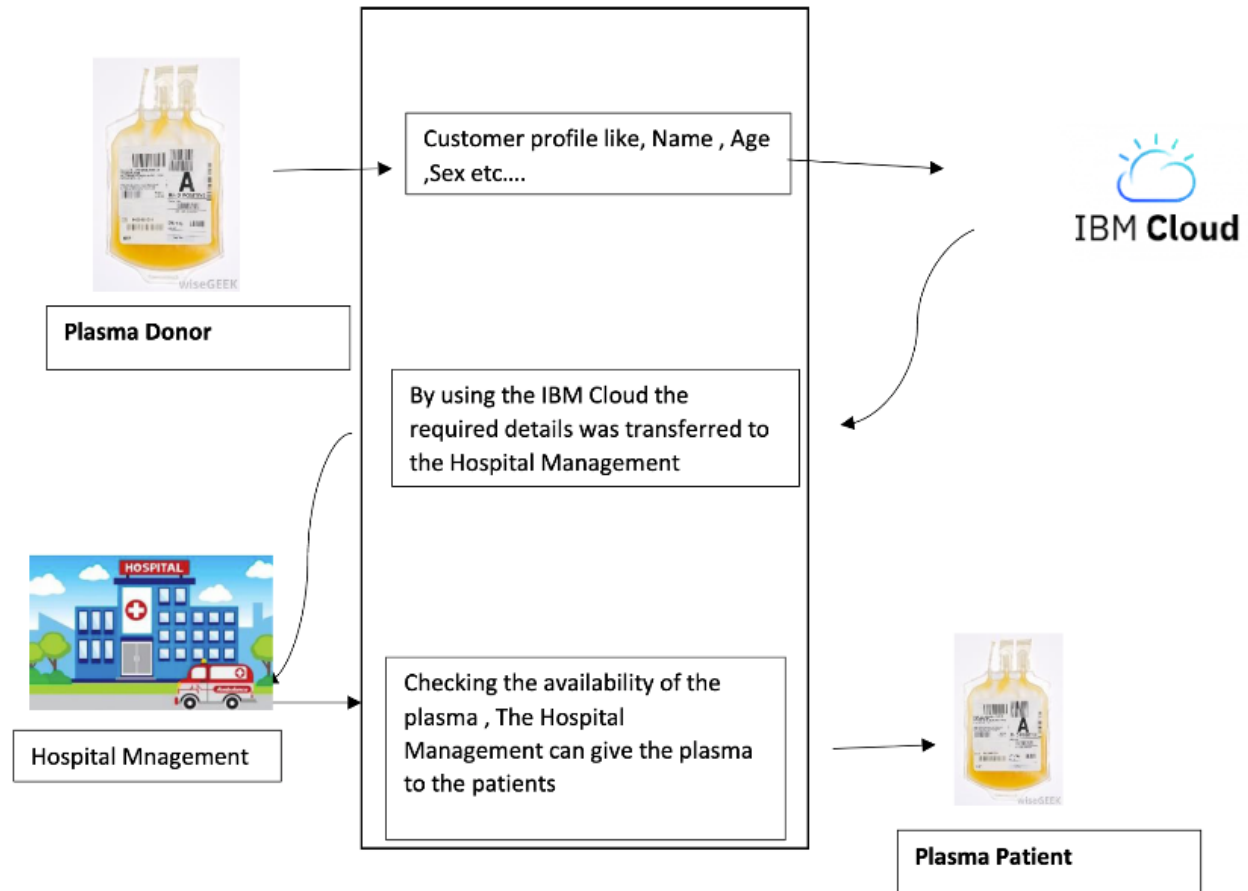 Customer profile like, Name , Age
,Sex etc....
IBM Cloud
A
wiseGEEK
Plasma Donor
By using the IBM Cloud the
required details was transferred to
the Hospital Management
HOSPITAL
Ambulance
Hospital Mnagement
Checking the availability of the
plasma , The Hospital
Management can give the plasma
to the patients
A
wiseGEEK
Plasma Patient